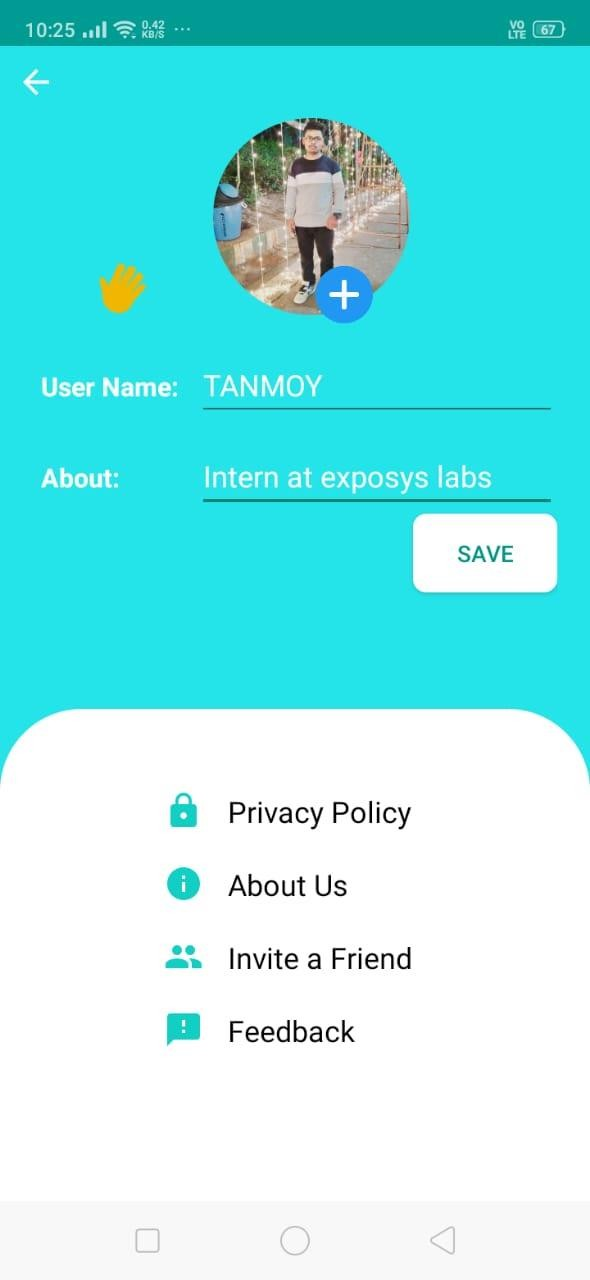 10:25 0.42 KB/S ... VO LTE 67
User Name: TANMOY
About: Intern at exposys labs
SAVE
Privacy Policy
About Us
Invite a Friend
Feedback